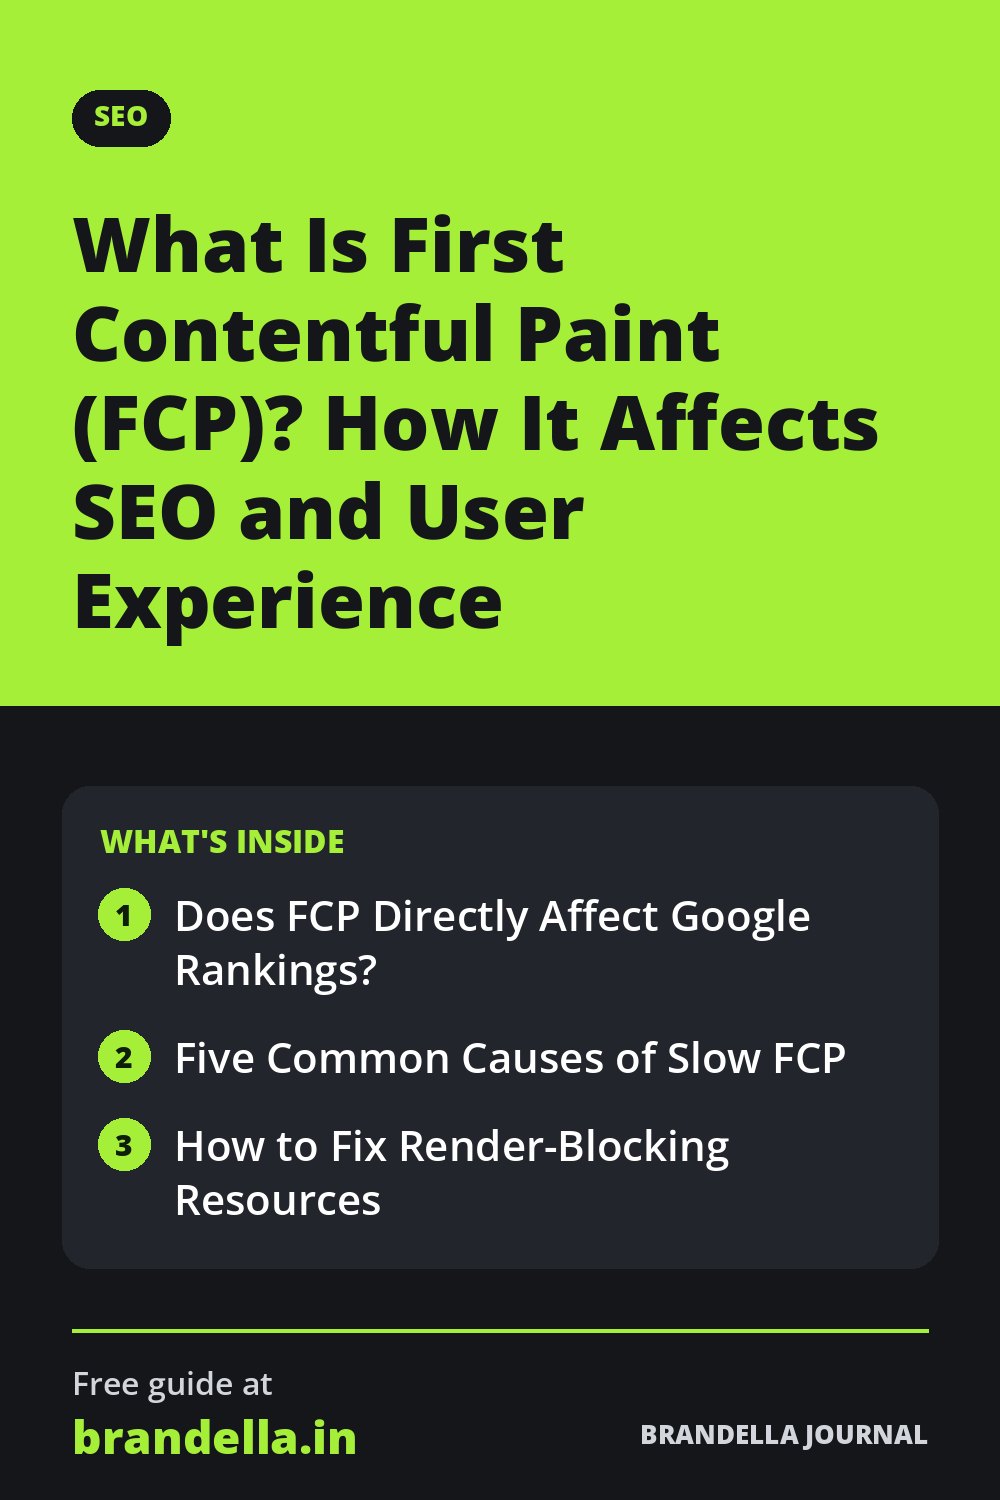 SEO
What Is First
Contentful Paint
(FCP)? How It Affects
SEO and User
Experience
WHAT'S INSIDE
1 Does FCP Directly Affect Google
Rankings?
2 Five Common Causes of Slow FCP
3 How to Fix Render-Blocking
Resources
Free guide at
brandella.in
BRANDELLA JOURNAL